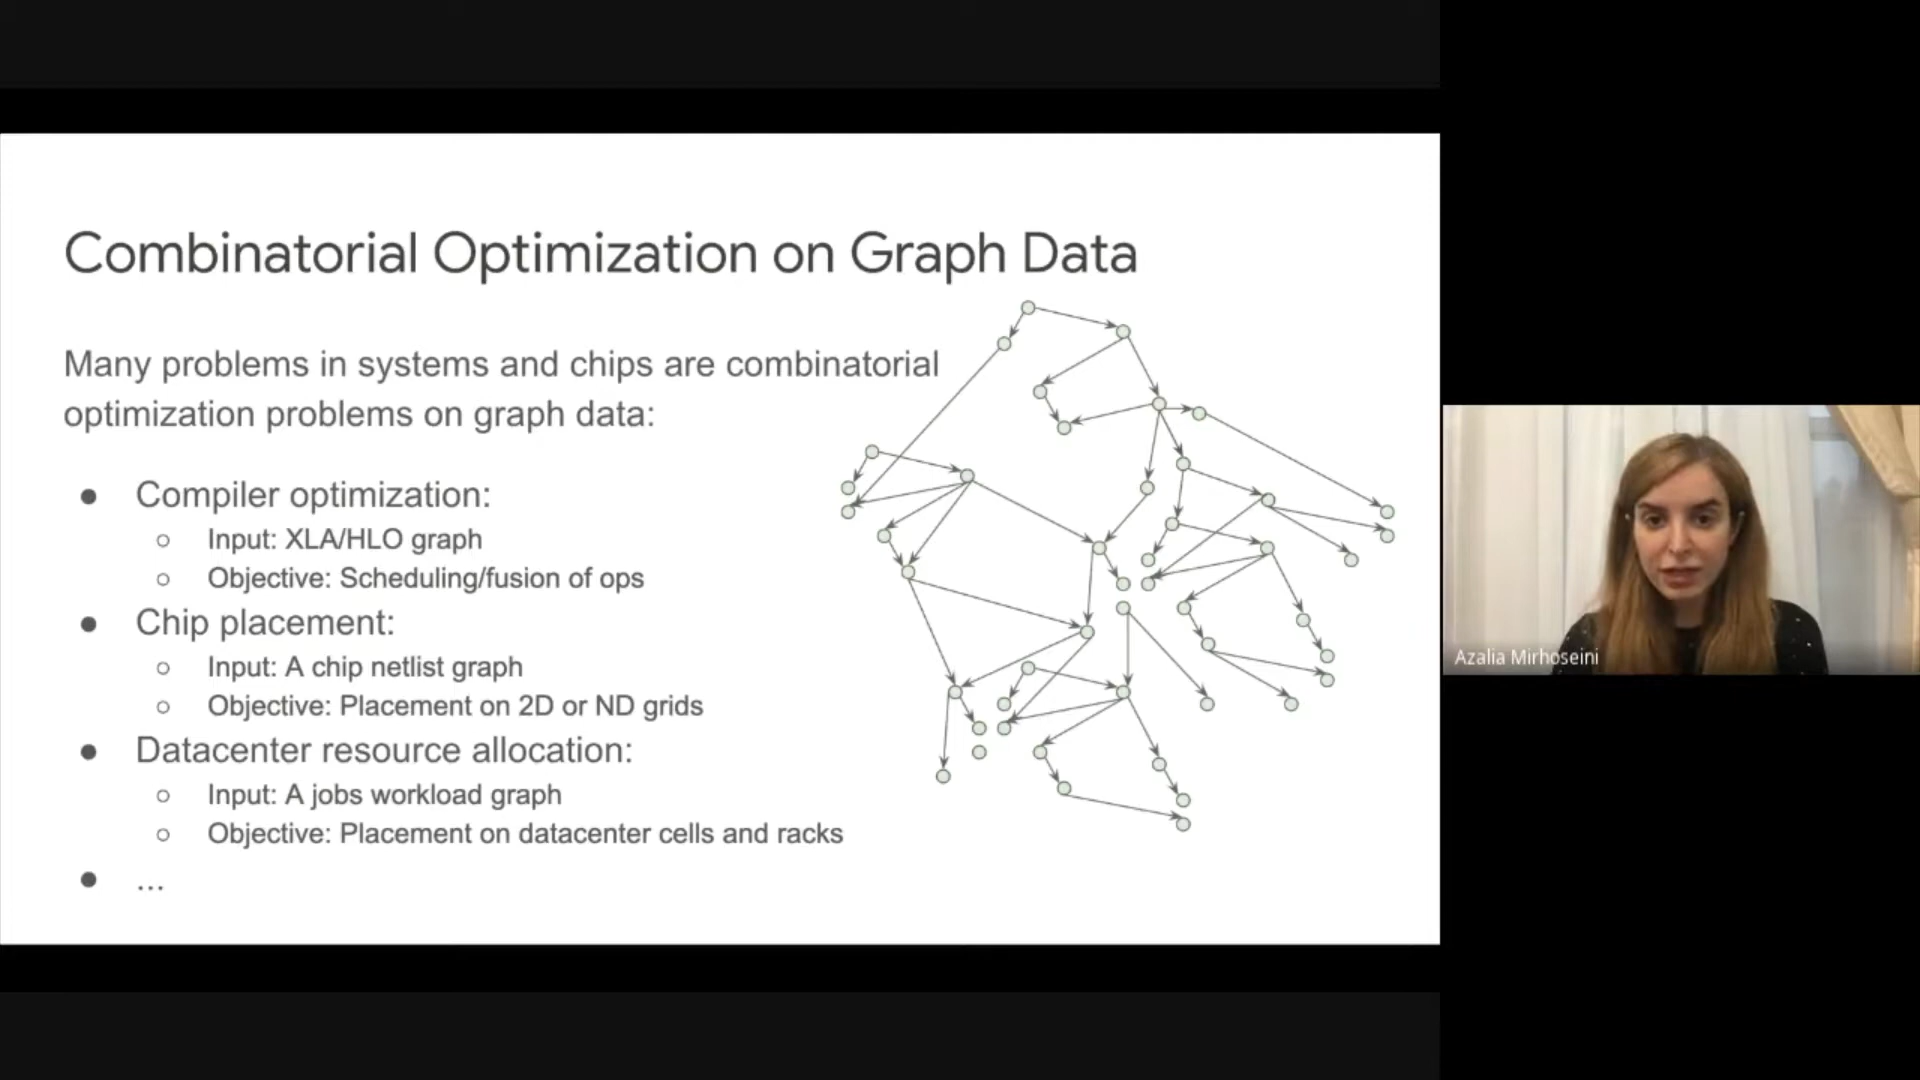 Combinatorial Optimization on Graph Data
Many problems in systems and chips are combinatorial
optimization problems on graph data:
● Compiler optimization:
○ Input: XLA/HLO graph
○ Objective: Scheduling/fusion of ops
● Chip placement:
○ Input: A chip netlist graph
○ Objective: Placement on 2D or ND grids
● Datacenter resource allocation:
○ Input: A jobs workload graph
○ Objective: Placement on datacenter cells and racks
● ...
Azalia Mirhoseini